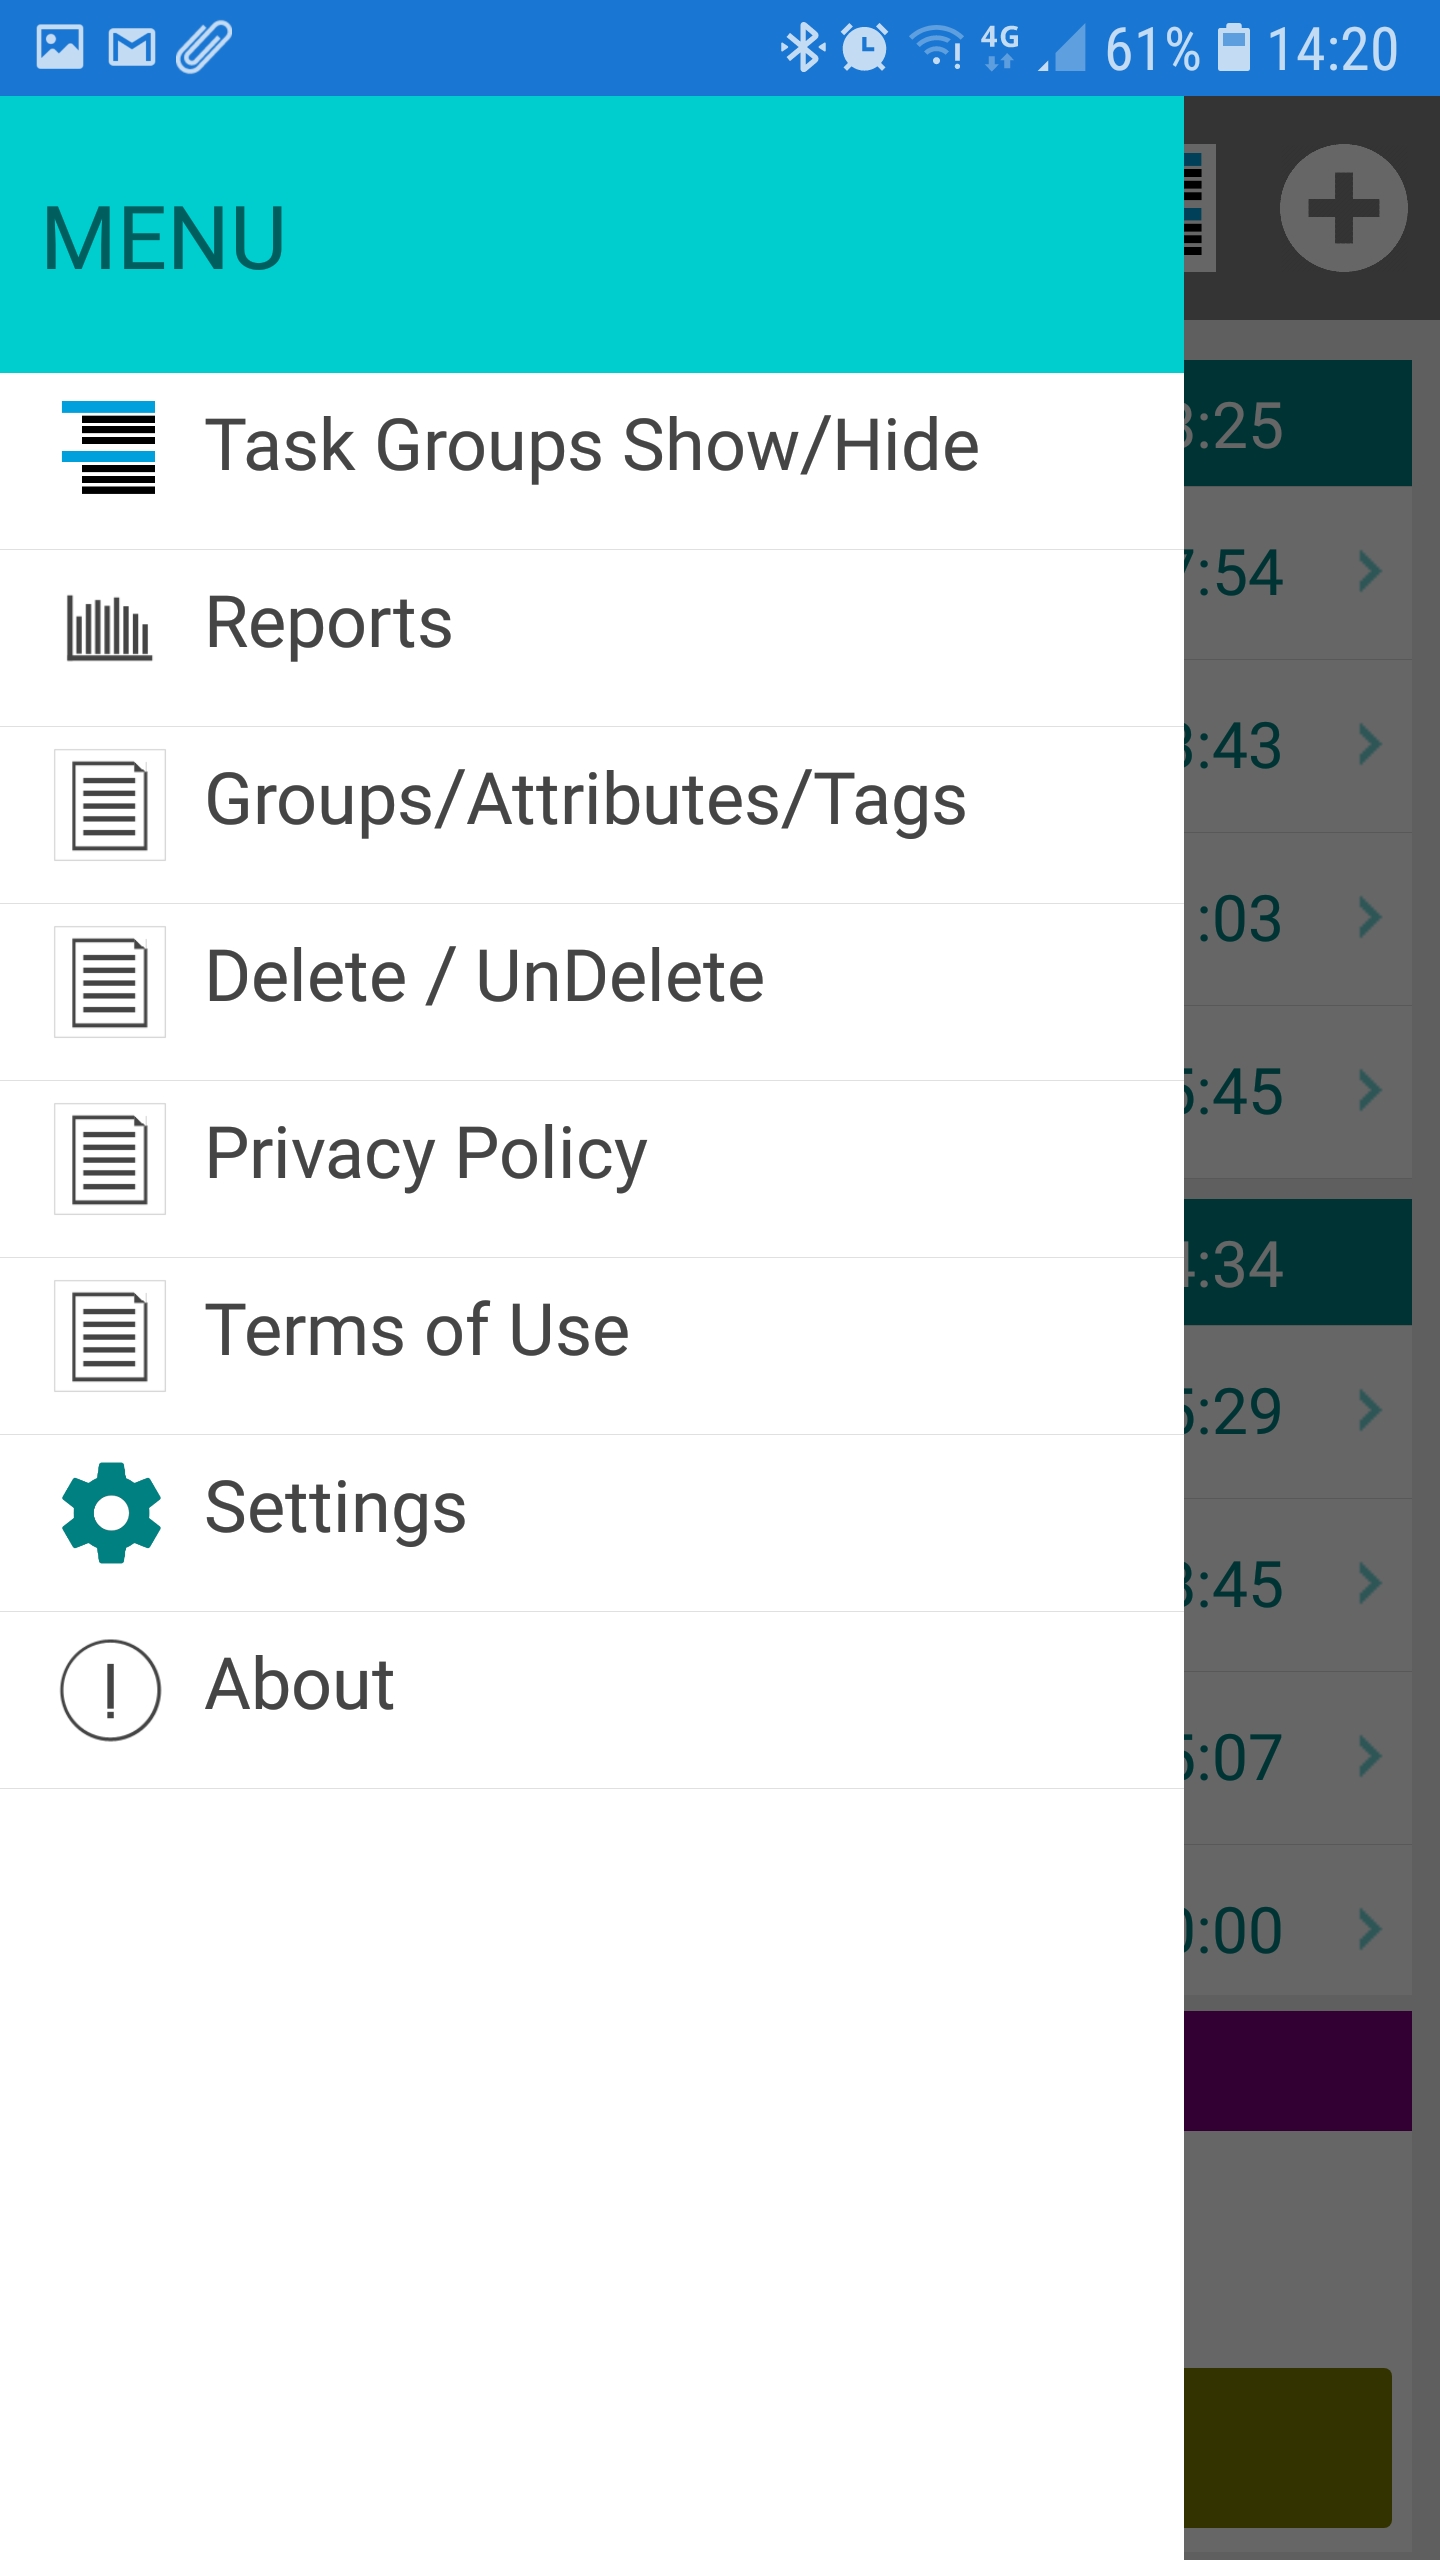 4G 61% 14:20
MENU
Task Groups Show/Hide
Reports
Groups/Attributes/Tags
Delete / UnDelete
Privacy Policy
Terms of Use
Settings
About
:25
:54
:43
:03
:45
:34
:29
:45
:07
:00